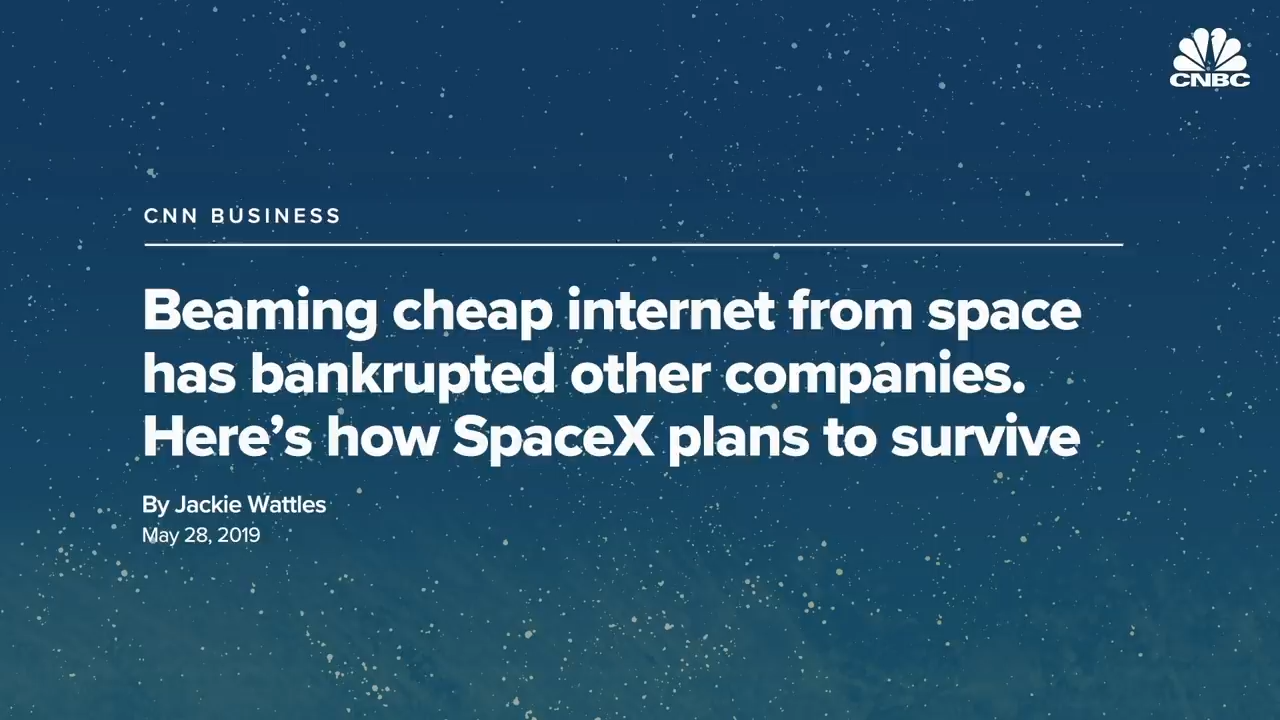 CNBC
CNN BUSINESS
Beaming cheap internet from space
has bankrupted other companies.
Here’s how SpaceX plans to survive
By Jackie Wattles
May 28, 2019